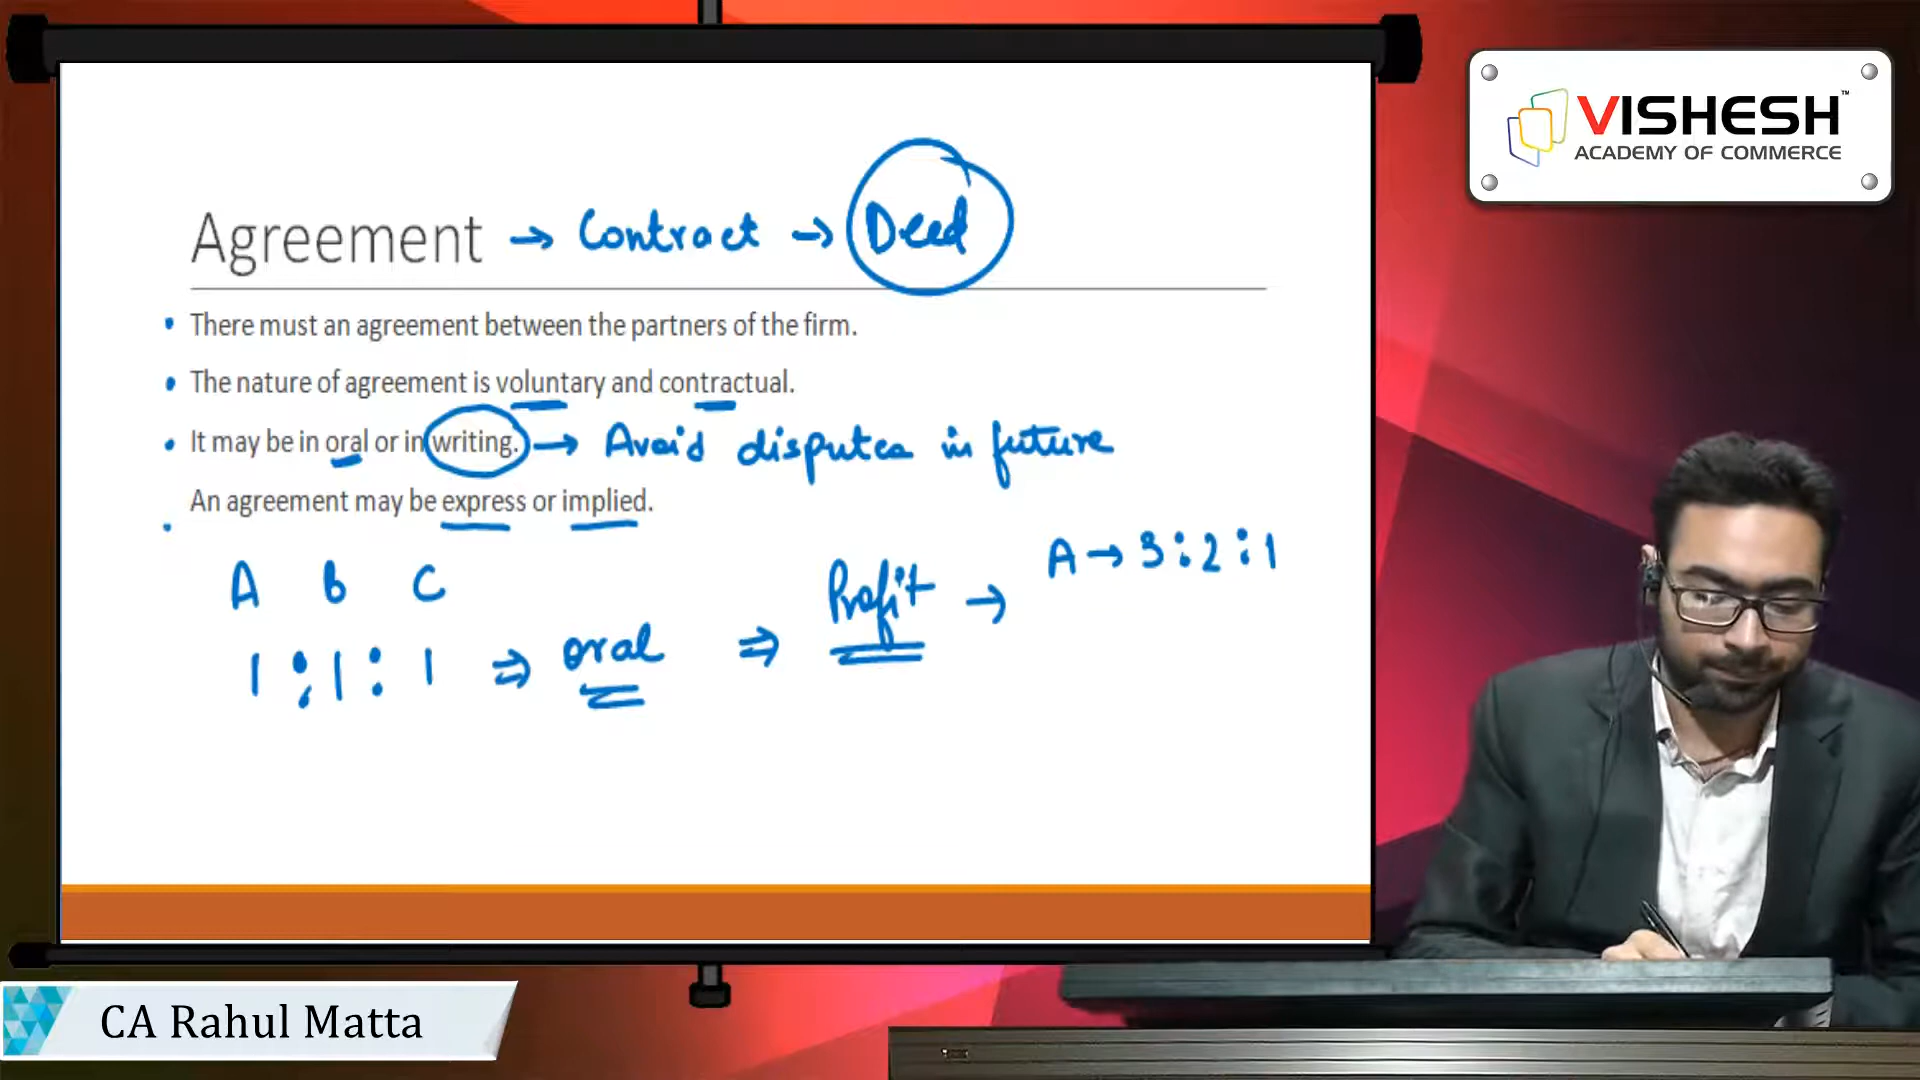 VISHESH™
ACADEMY OF COMMERCE
Agreement → Contract → Deed
• There must an agreement between the partners of the firm.
• The nature of agreement is voluntary and contractual.
• It may be in oral or in writing. → Avoid disputes in future
• An agreement may be express or implied.
A B C
Profit → A → 3:2:1
1:1:1 ⇒ oral ⇒
CA Rahul Matta